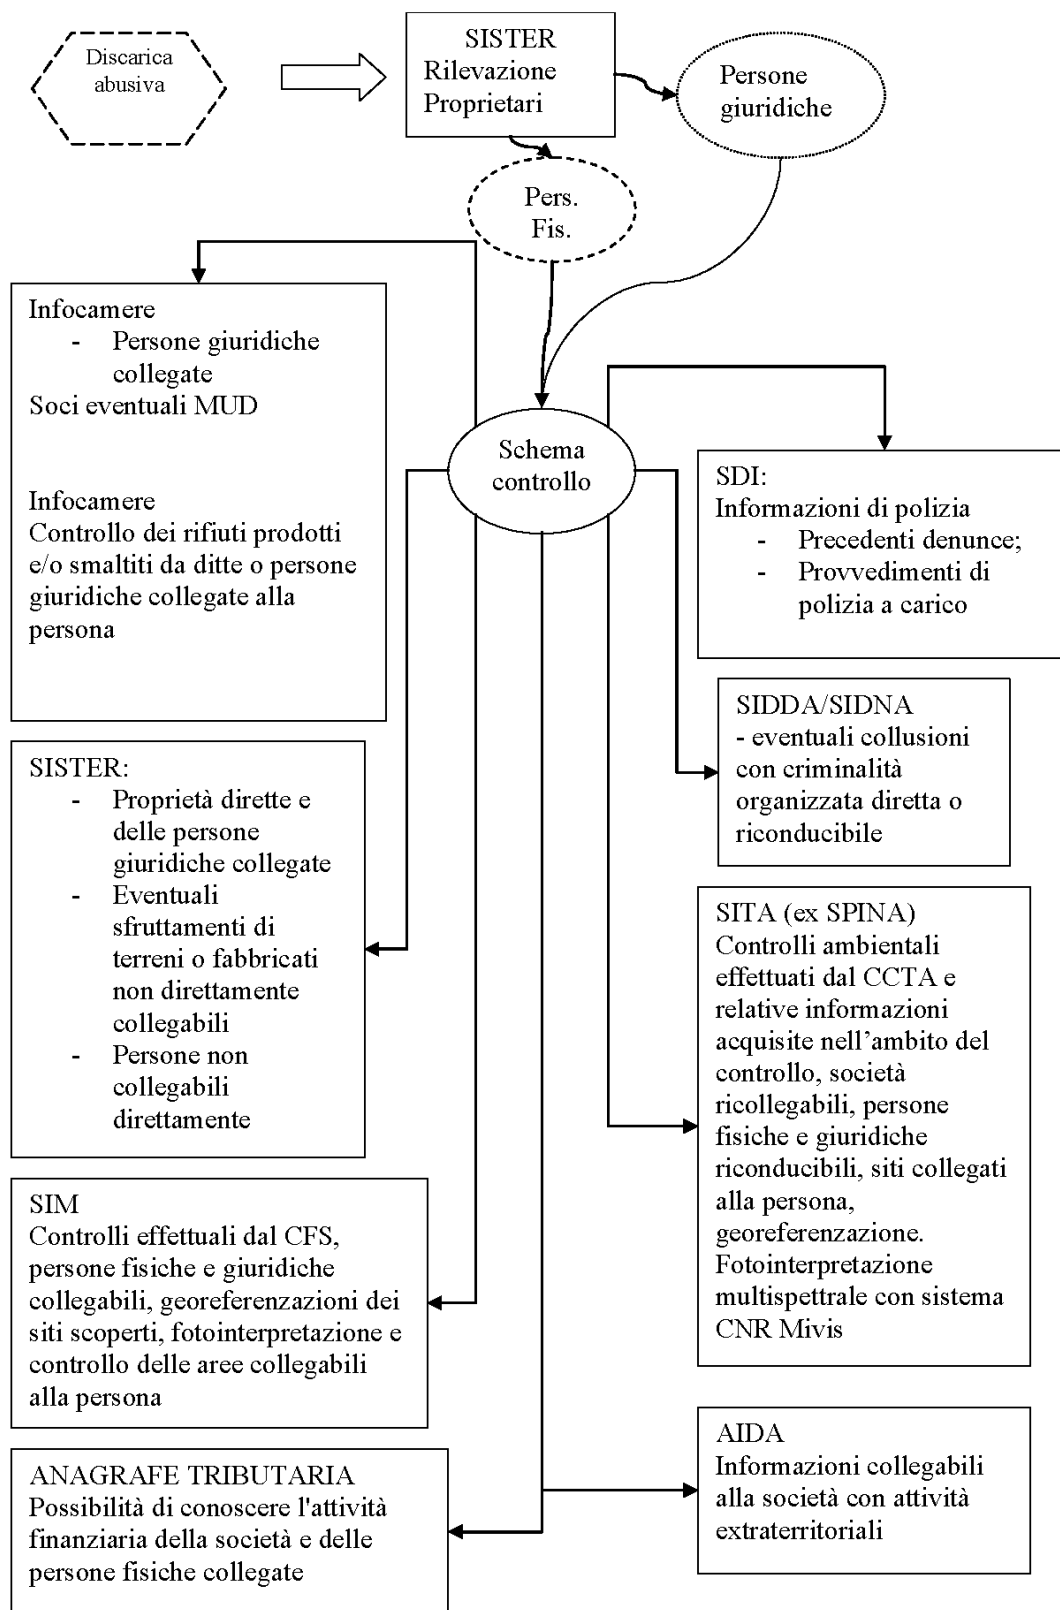 Discarica
abusiva
SISTER
Rilevazione
Proprietari
Persone
giuridiche
Pers.
Fis.
Infocamere
- Persone giuridiche
collegate
Soci eventuali MUD
Infocamere
Controllo dei rifiuti prodotti
e/o smaltiti da ditte o persone
giuridiche collegate alla
persona
Schema
controllo
SDI:
Informazioni di polizia
- Precedenti denunce;
- Provvedimenti di
polizia a carico
SIDDA/SIDNA
- eventuali collusioni
con criminalità
organizzata diretta o
riconducibile
SISTER:
- Proprietà dirette e
delle persone
giuridiche collegate
- Eventuali
sfruttamenti di
terreni o fabbricati
non direttamente
collegabili
- Persone non
collegabili
direttamente
SITA (ex SPINA)
Controlli ambientali
effettuati dal CCTA e
relative informazioni
acquisite nell'ambito del
controllo, società
ricollegabili, persone
fisiche e giuridiche
riconducibili, siti collegati
alla persona,
georeferenzazione.
Fotointerpretazione
multispettrale con sistema
CNR Mivis
SIM
Controlli effettuali dal CFS,
persone fisiche e giuridiche
collegabili, georeferenzazioni dei
siti scoperti, fotointerpretazione e
controllo delle aree collegabili
alla persona
ANAGRAFE TRIBUTARIA
Possibilità di conoscere l'attività
finanziaria della società e delle
persone fisiche collegate
AIDA
Informazioni collegabili
alla società con attività
extraterritoriali